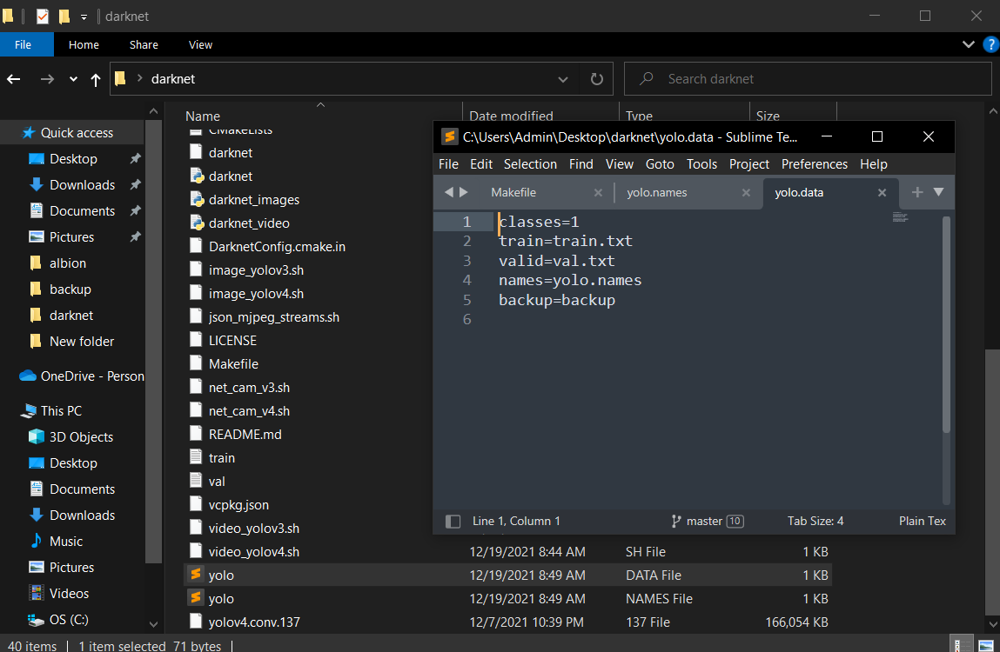 darknet
File Home Share View
darknet
Search darknet
Name Date modified Type Size
CMakeLists
darknet
darknet
darknet_images
darknet_video
DarknetConfig.cmake.in
image_yolov3.sh
image_yolov4.sh
json_mjpeg_streams.sh
LICENSE
Makefile
net_cam_v3.sh
net_cam_v4.sh
README.md
train
val
vcpkg.json
video_yolov3.sh
video_yolov4.sh 12/19/2021 8:44 AM SH File 1 KB
yolo 12/19/2021 8:49 AM DATA File 1 KB
yolo 12/19/2021 8:49 AM NAMES File 1 KB
yolov4.conv.137 12/7/2021 10:39 PM 137 File 166,054 KB
Quick access
Desktop
Downloads
Documents
Pictures
albion
backup
darknet
New folder
OneDrive - Person
This PC
3D Objects
Desktop
Documents
Downloads
Music
Pictures
Videos
OS (C:)
40 items 1 item selected 71 bytes
C:\Users\Admin\Desktop\darknet\yolo.data - Sublime Te...
File Edit Selection Find View Goto Tools Project Preferences Help
Makefile yolo.names yolo.data
1 classes=1
2 train=train.txt
3 valid=val.txt
4 names=yolo.names
5 backup=backup
6
Line 1, Column 1 master 10 Tab Size: 4 Plain Tex